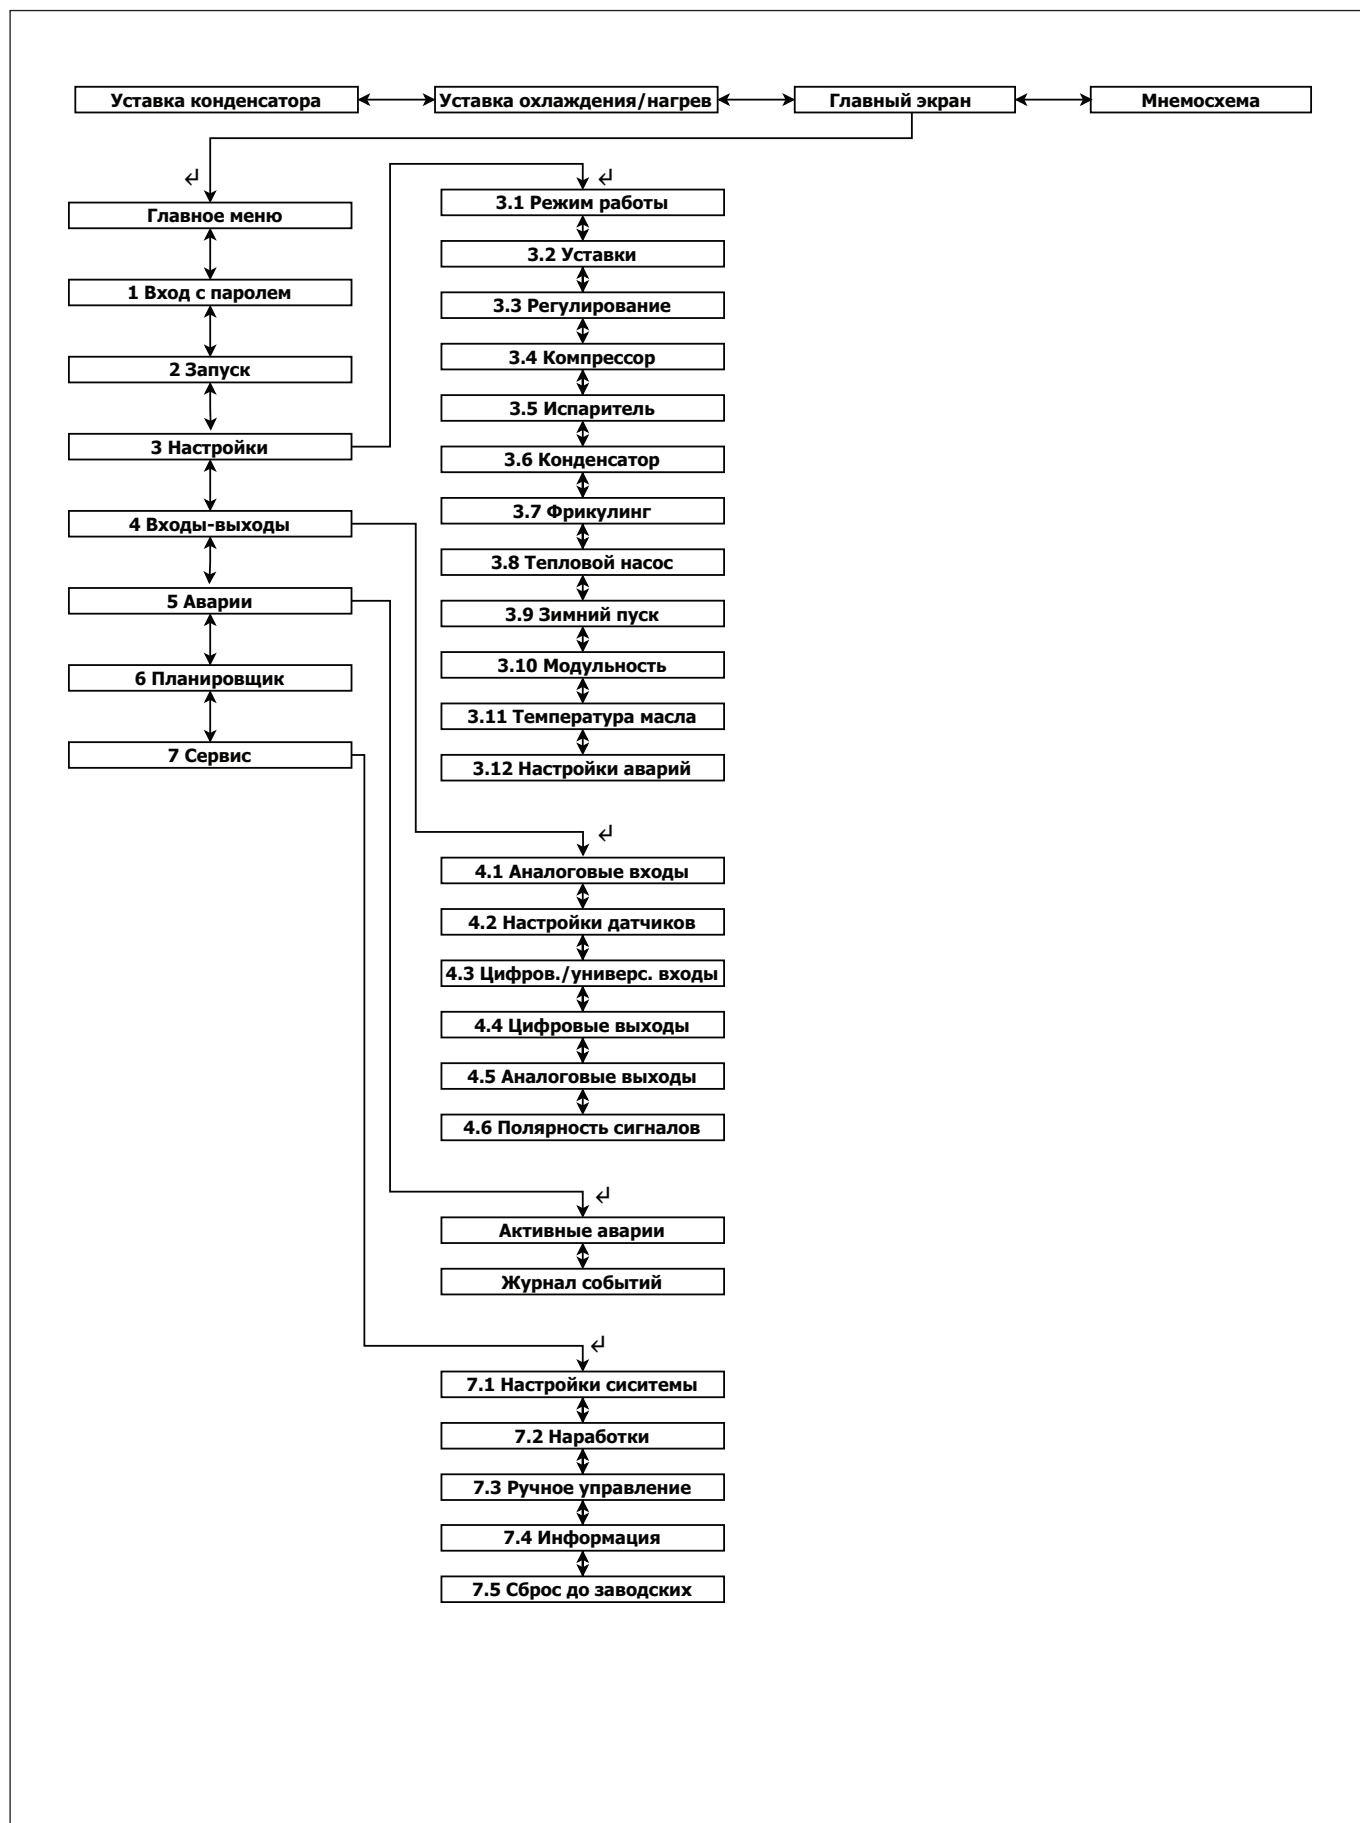 Уставка конденсатора
Уставка охлаждения/нагрев
Главный экран
Мнемосхема
Главное меню
1 Вход с паролем
2 Запуск
3 Настройки
4 Входы-выходы
5 Аварии
6 Планировщик
7 Сервис
3.1 Режим работы
3.2 Уставки
3.3 Регулирование
3.4 Компрессор
3.5 Испаритель
3.6 Конденсатор
3.7 Фрикулинг
3.8 Тепловой насос
3.9 Зимний пуск
3.10 Модульность
3.11 Температура масла
3.12 Настройки аварий
4.1 Аналоговые входы
4.2 Настройки датчиков
4.3 Цифров./универс. входы
4.4 Цифровые выходы
4.5 Аналоговые выходы
4.6 Полярность сигналов
Активные аварии
Журнал событий
7.1 Настройки сиситемы
7.2 Наработки
7.3 Ручное управление
7.4 Информация
7.5 Сброс до заводских